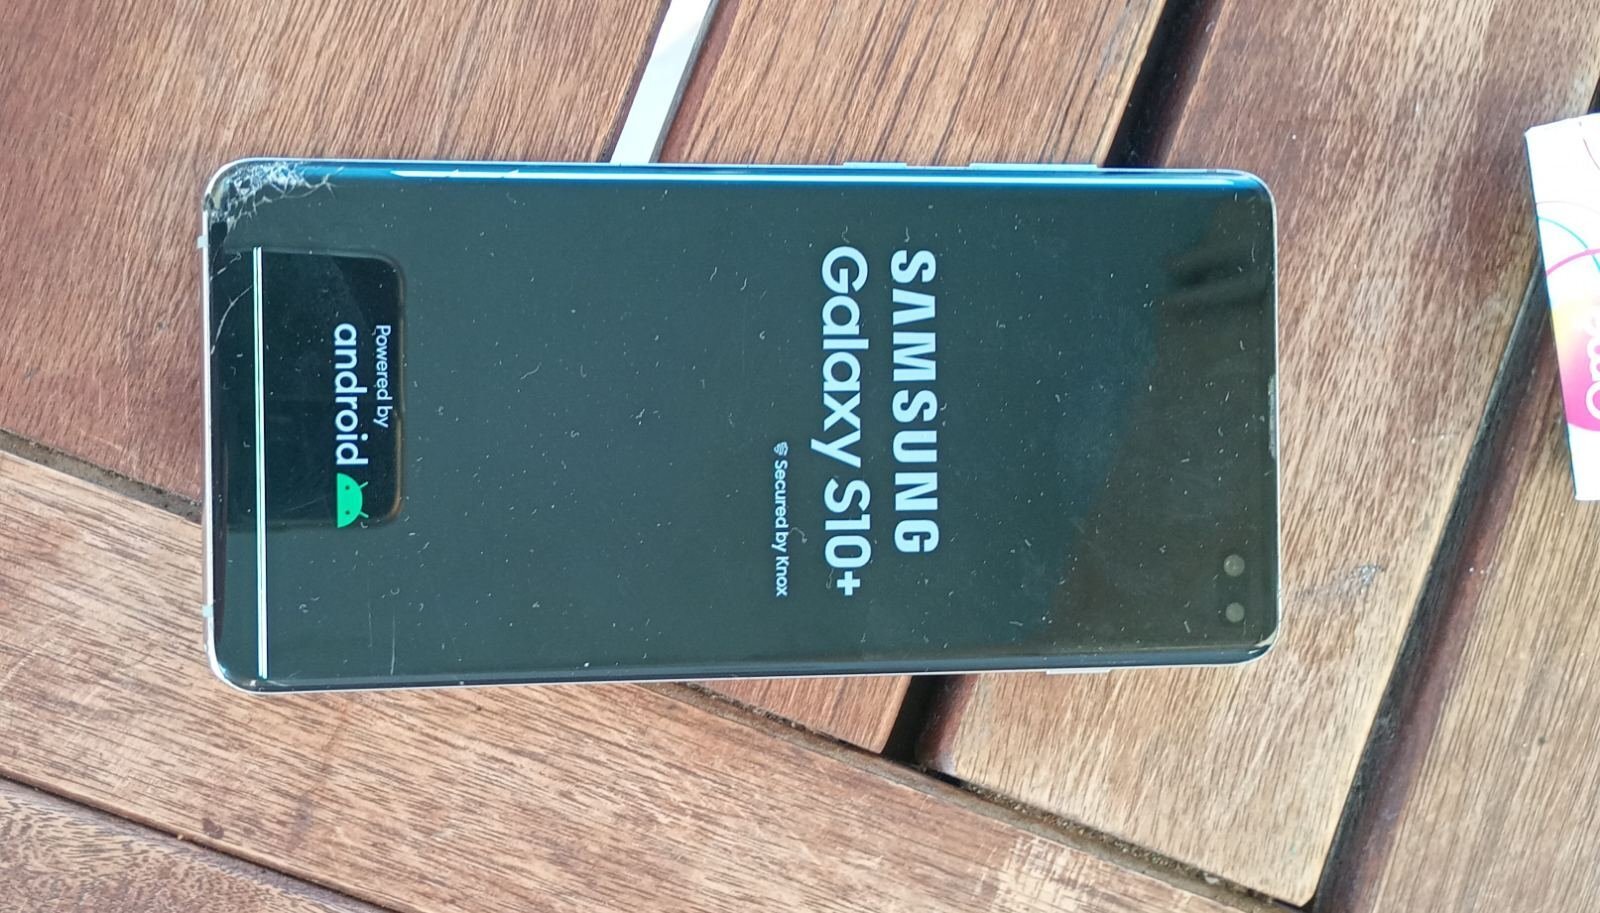 SAMSUNG
Galaxy S10+
Secured by Knox
Powered by
android